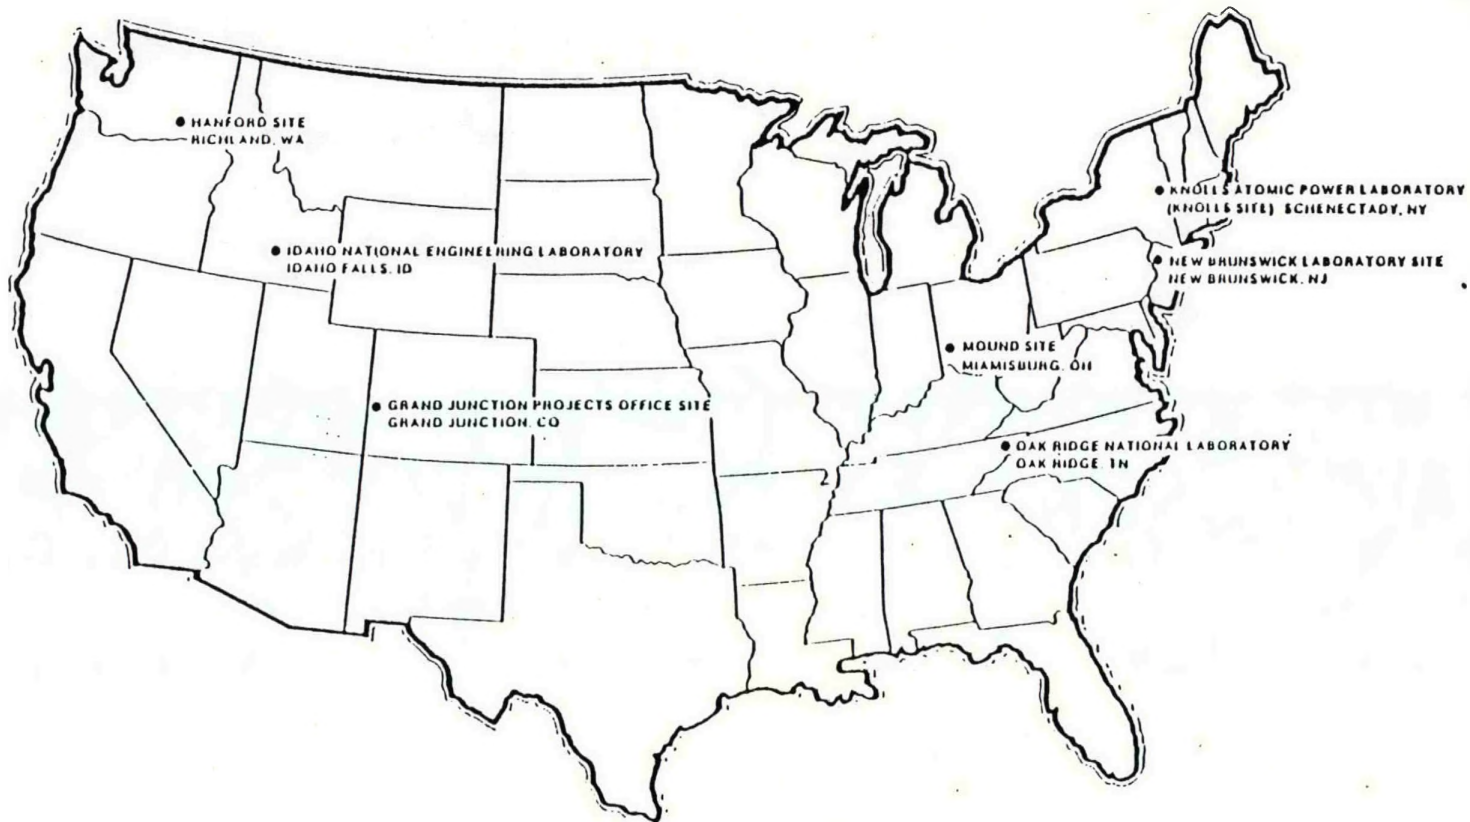 HANFORD SITE
RICHLAND, WA
KNOLLS ATOMIC POWER LABORATORY
(KNOLLS SITE) SCHENECTADY, NY
IDAHO NATIONAL ENGINEERING LABORATORY
IDAHO FALLS, ID
NEW BRUNSWICK LABORATORY SITE
NEW BRUNSWICK, NJ
MOUND SITE
MIAMISBURG, OH
GRAND JUNCTION PROJECTS OFFICE SITE
GRAND JUNCTION, CO
OAK RIDGE NATIONAL LABORATORY
OAK RIDGE, TN